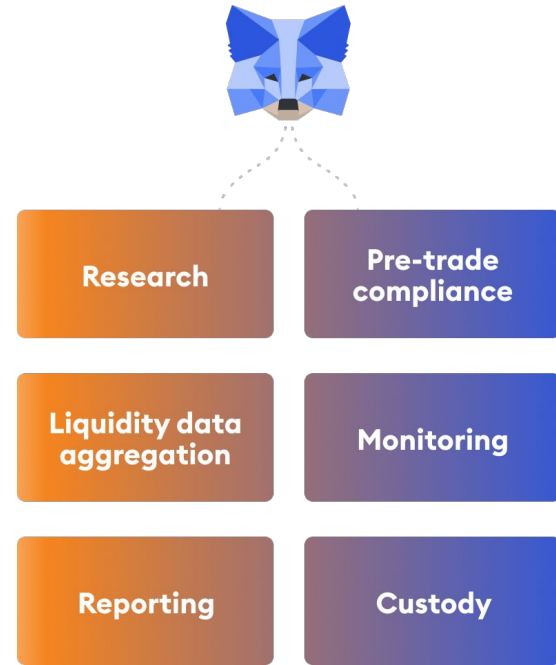 Research
Pre-trade
compliance
Liquidity data
aggregation
Monitoring
Reporting
Custody